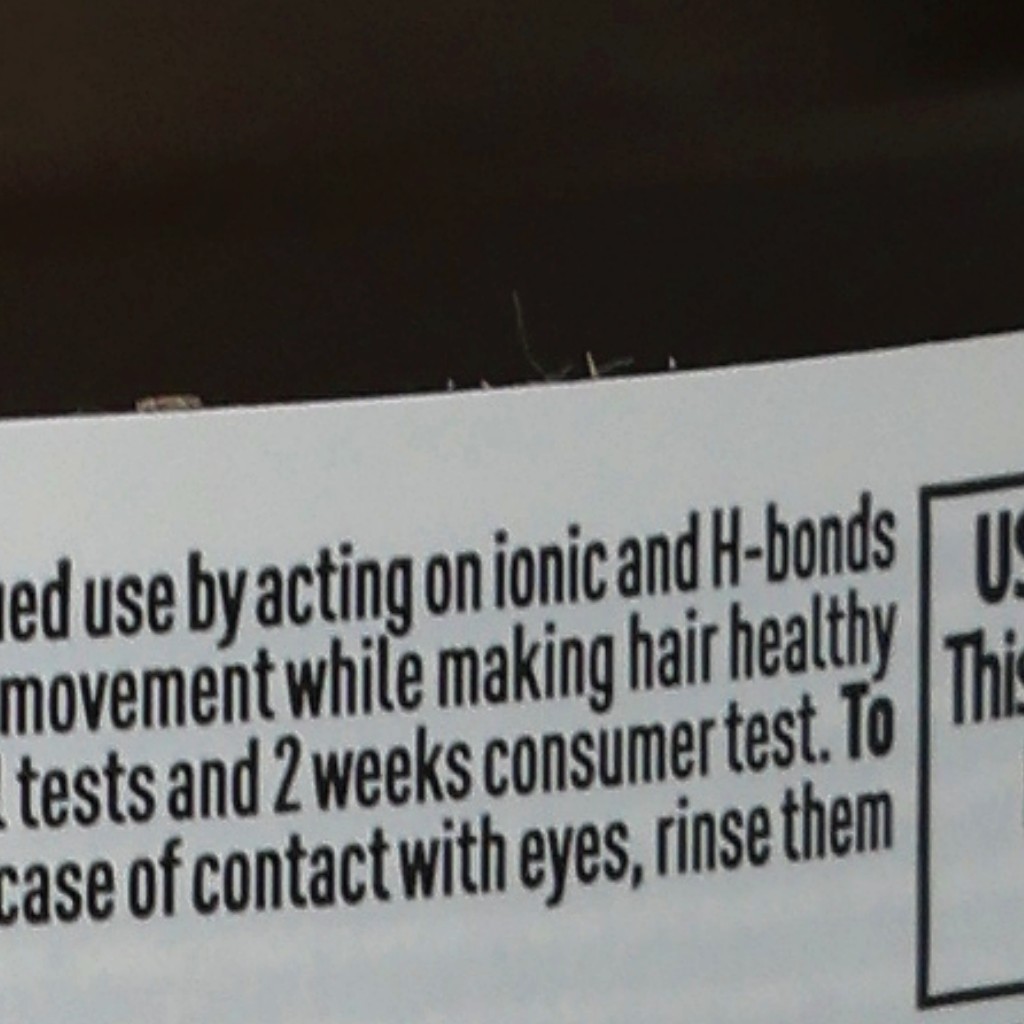 use by acting on ionic and H-bonds
movement while making hair healthy
tests and 2 weeks consumer test. To
case of contact with eyes, rinse them
US
This